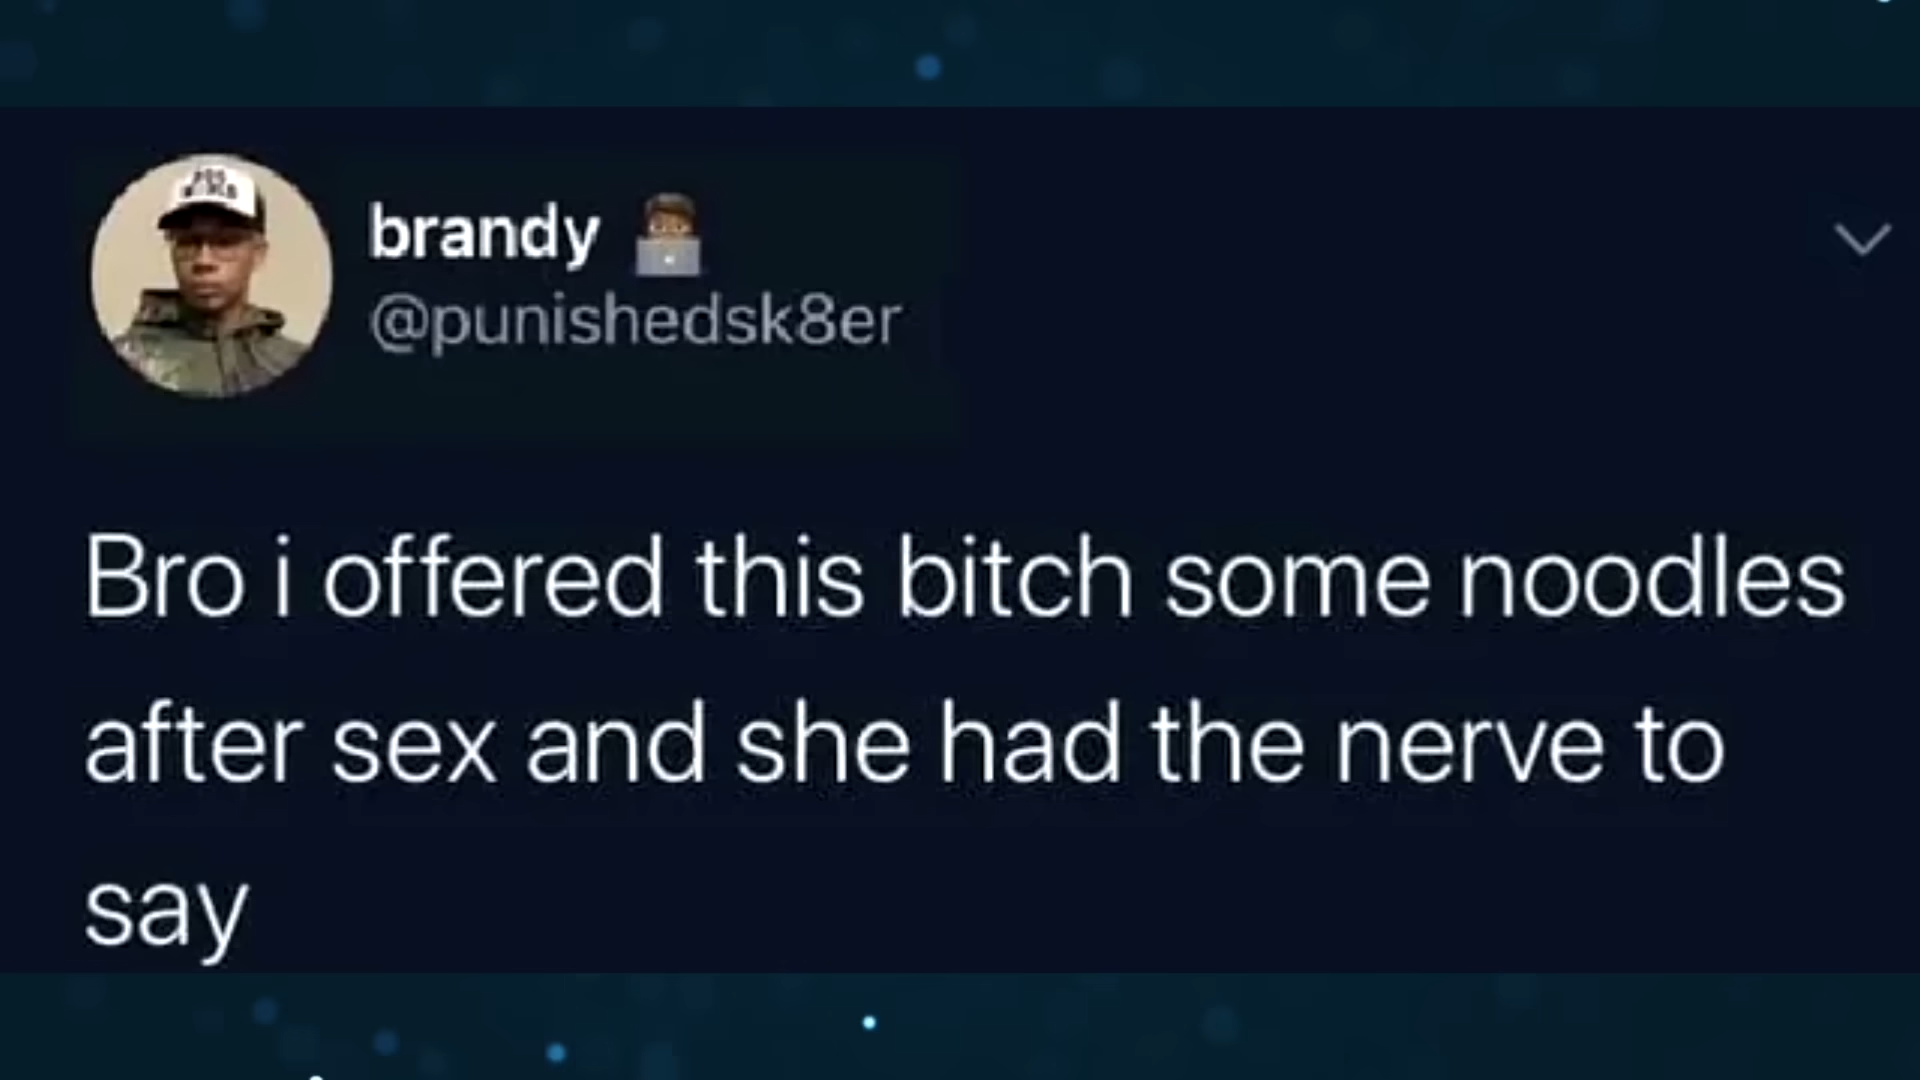 brandy
@punishedsk8er
Bro i offered this bitch some noodles
after sex and she had the nerve to
say